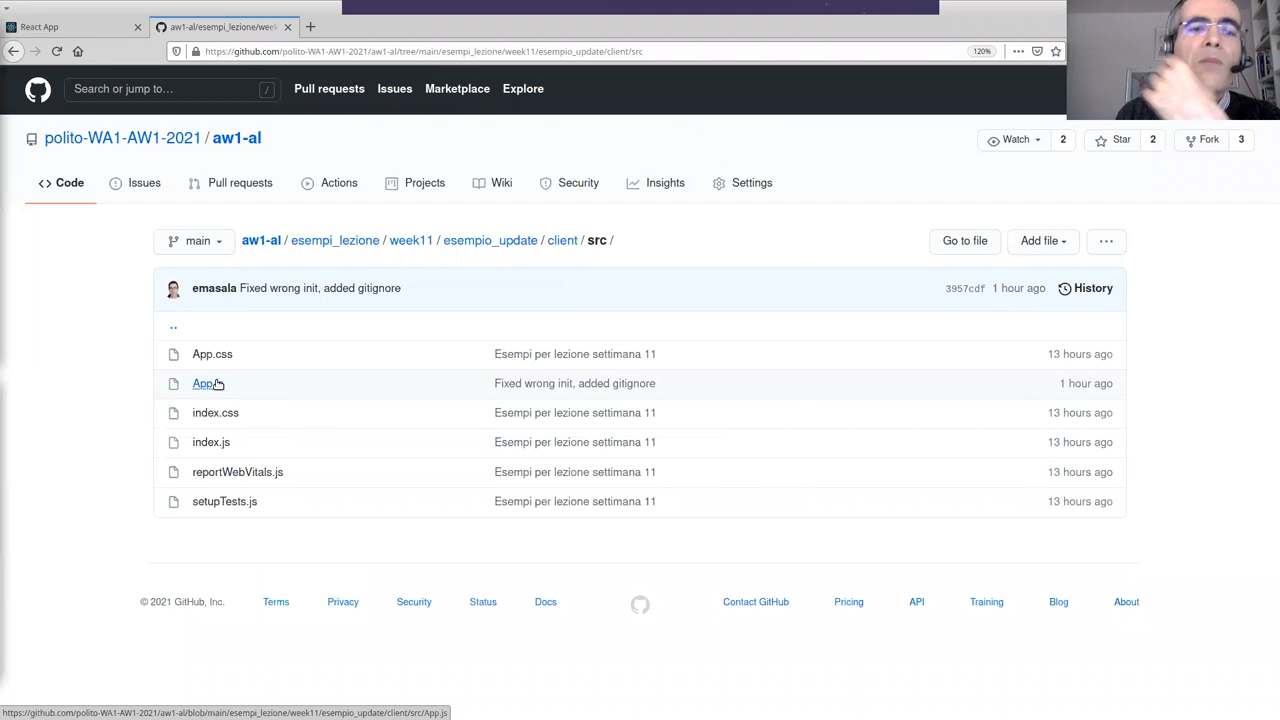 React App
aw1-al/esempi_lezione/week
https://github.com/polito-WA1-AW1-2021/aw1-al/tree/main/esempi_lezione/week11/esempio_update/client/src
120%
Search or jump to…
/
Pull requests
Issues
Marketplace
Explore
polito-WA1-AW1-2021 / aw1-al
Watch 2
Star 2
Fork 3
Code
Issues
Pull requests
Actions
Projects
Wiki
Security
Insights
Settings
main
aw1-al / esempi_lezione / week11 / esempio_update / client / src /
Go to file
Add file
emasala Fixed wrong init, added gitignore
3957cdf 1 hour ago History
..
App.css Esempi per lezione settimana 11 13 hours ago
App Fixed wrong init, added gitignore 1 hour ago
index.css Esempi per lezione settimana 11 13 hours ago
index.js Esempi per lezione settimana 11 13 hours ago
reportWebVitals.js Esempi per lezione settimana 11 13 hours ago
setupTests.js Esempi per lezione settimana 11 13 hours ago
© 2021 GitHub, Inc.
Terms
Privacy
Security
Status
Docs
Contact GitHub
Pricing
API
Training
Blog
About
https://github.com/polito-WA1-AW1-2021/aw1-al/blob/main/esempi_lezione/week11/esempio_update/client/src/App.js